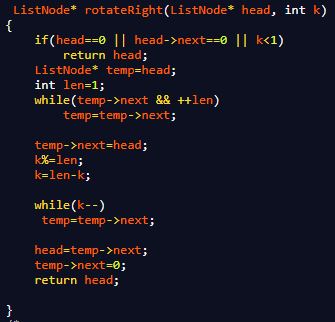 ListNode* rotateRight(ListNode* head, int k)
{
if(head==0 || head->next==0 || k<1)
return head;
ListNode* temp=head;
int len=1;
while(temp->next && ++len)
temp=temp->next;
temp->next=head;
k%=len;
k=len-k;
while(k--)
temp=temp->next;
head=temp->next;
temp->next=0;
return head;
}
/*